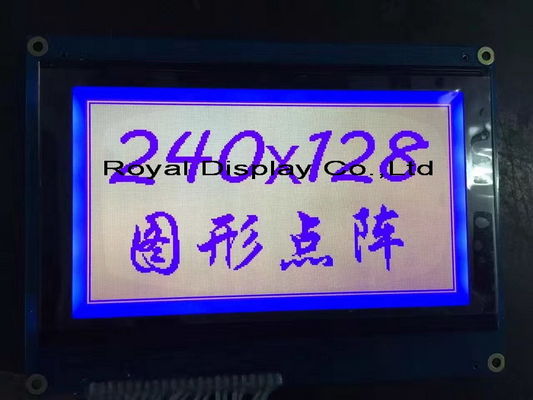 240x128
Royal Display Co.,Ltd
图形点阵